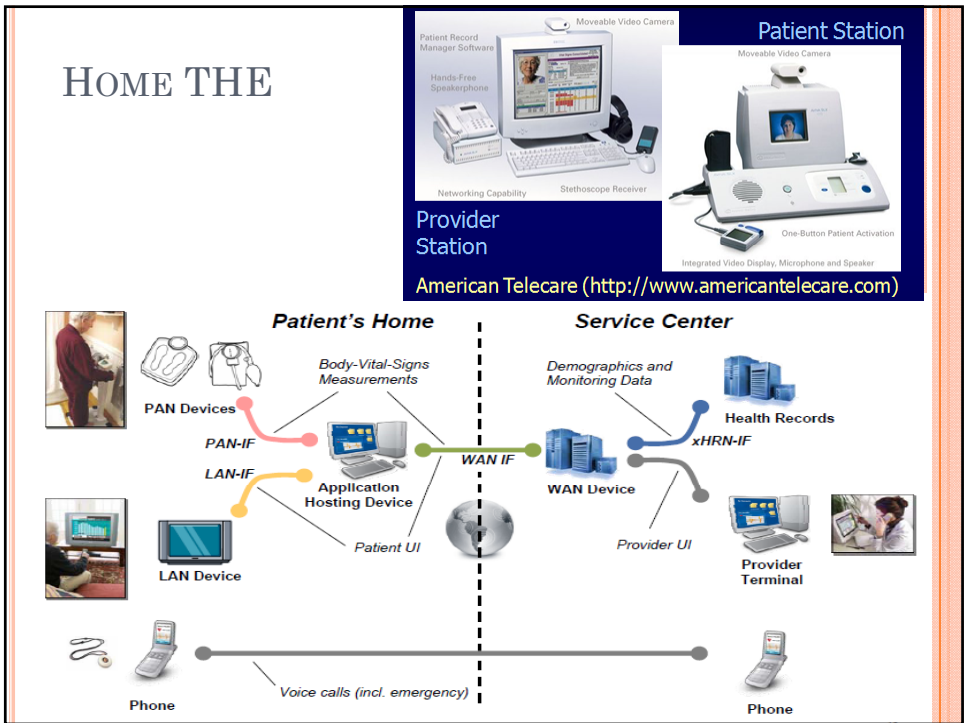 HOME THE
Patient Station
Moveable Video Camera
Patient Record
Manager Software
Hands-Free
Speakerphone
Networking Capability
Stethoscope Receiver
Moveable Video Camera
One-Button Patient Activation
Integrated Video Display, Microphone and Speaker
Provider
Station
American Telecare (http://www.americantelecare.com)
Patient's Home
Service Center
Body-Vital-Signs
Measurements
Demographics and
Monitoring Data
PAN Devices
Health Records
PAN-IF
xHRN-IF
WAN IF
LAN-IF
Application
Hosting Device
WAN Device
Patient UI
Provider UI
LAN Device
Provider
Terminal
Voice calls (incl. emergency)
Phone
Phone